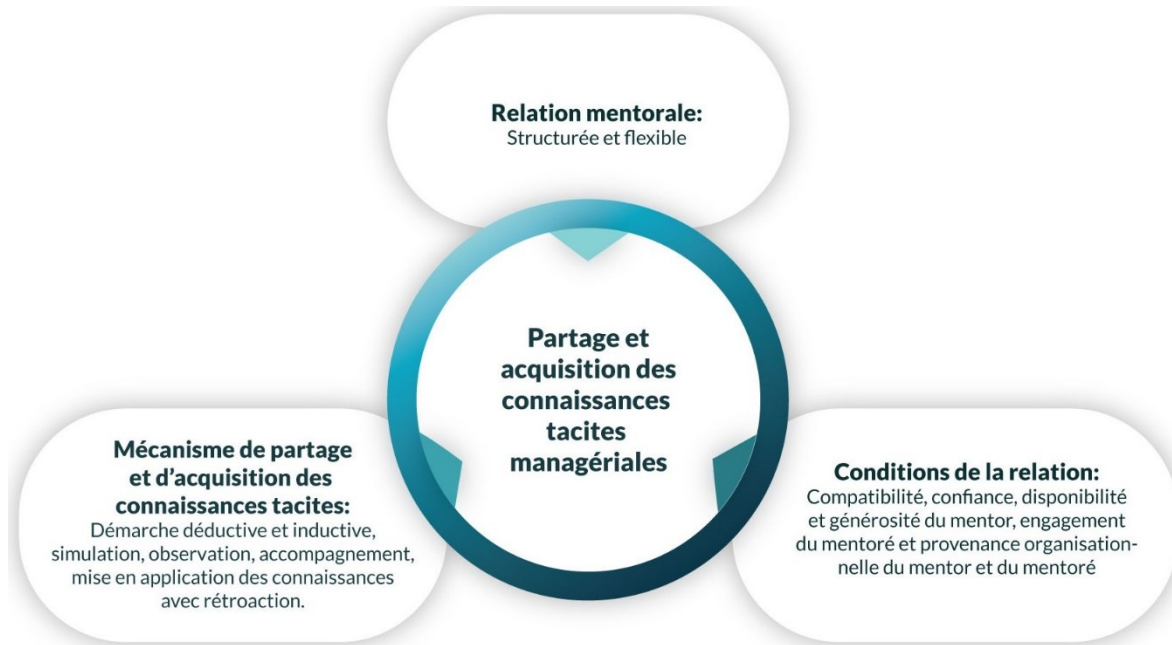 Relation mentorale:
Structurée et flexible
Partage et
acquisition des
connaissances
tacites
managériales
Mécanisme de partage
et d’acquisition des
connaissances tacites:
Démarche déductive et inductive,
simulation, observation, accompagnement,
mise en application des connaissances
avec rétroaction.
Conditions de la relation:
Compatibilité, confiance, disponibilité
et générosité du mentor, engagement
du mentoré et provenance organisation-
nelle du mentor et du mentoré